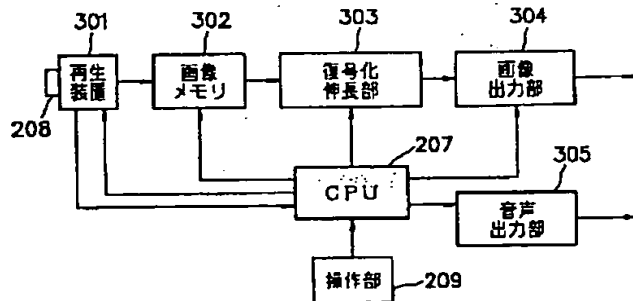 301
302
303
304
再生
装置
画像
メモリ
復号化
伸長部
画像
出力部
208
207
305
CPU
音声
出力部
操作部
209